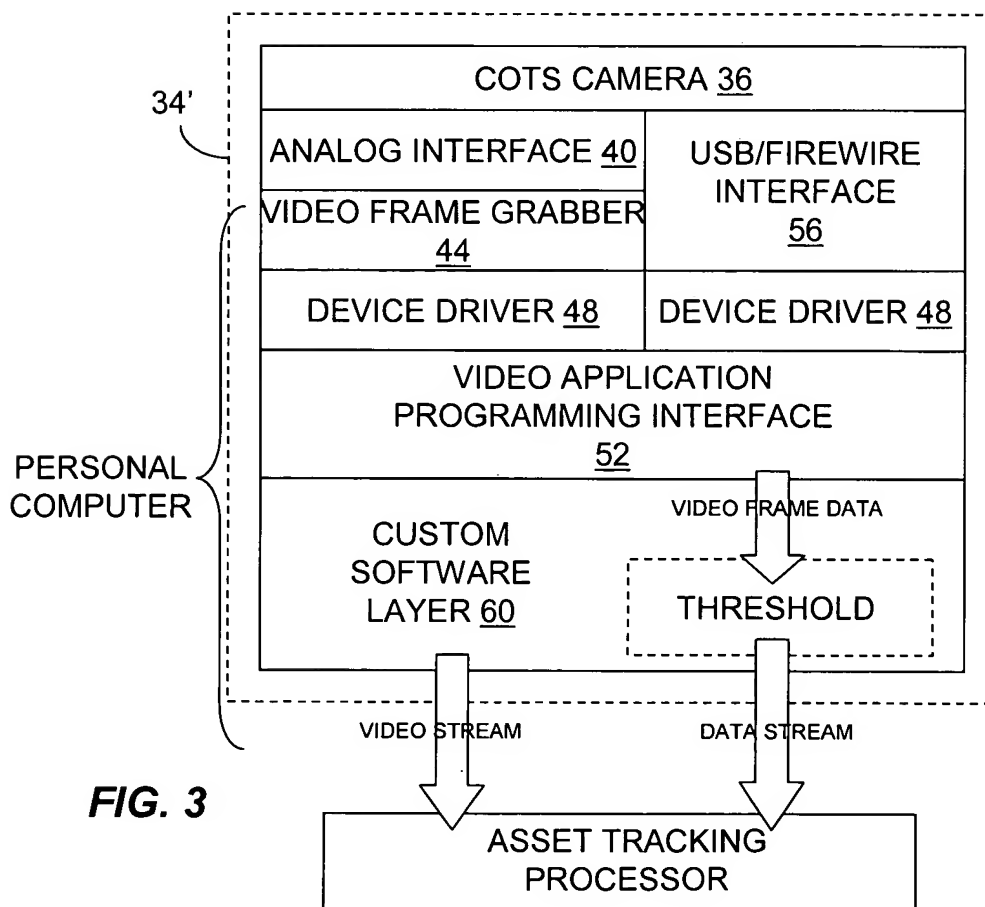 COTS CAMERA 36
34'
ANALOG INTERFACE 40
USB/FIREWIRE
INTERFACE
56
VIDEO FRAME GRABBER
44
DEVICE DRIVER 48
DEVICE DRIVER 48
VIDEO APPLICATION
PROGRAMMING INTERFACE
52
PERSONAL
COMPUTER
VIDEO FRAME DATA
CUSTOM
SOFTWARE
LAYER 60
THRESHOLD
VIDEO STREAM
DATA STREAM
FIG. 3
ASSET TRACKING
PROCESSOR